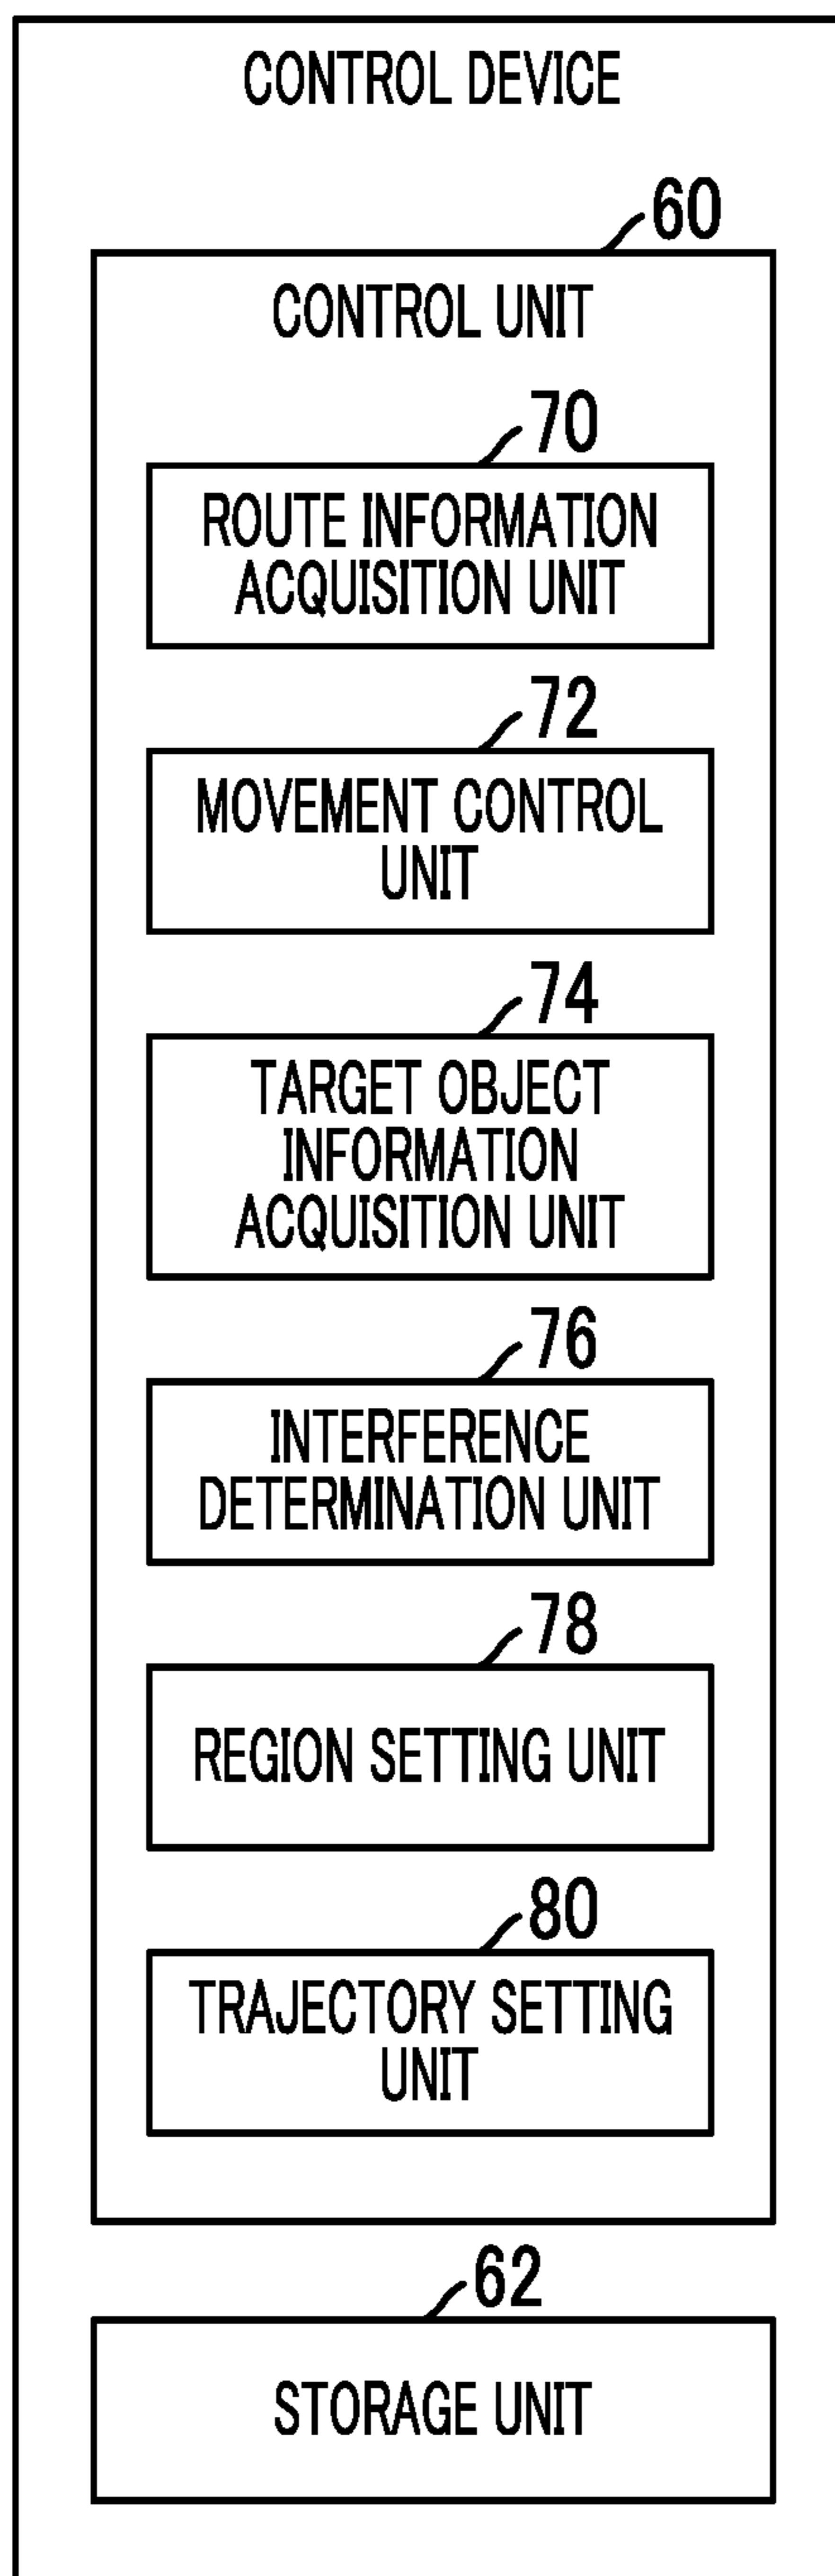 CONTROL DEVICE
60
CONTROL UNIT
70
ROUTE INFORMATION
ACQUISITION UNIT
72
MOVEMENT CONTROL
UNIT
74
TARGET OBJECT
INFORMATION
ACQUISITION UNIT
76
INTERFERENCE
DETERMINATION UNIT
78
REGION SETTING UNIT
80
TRAJECTORY SETTING
UNIT
62
STORAGE UNIT